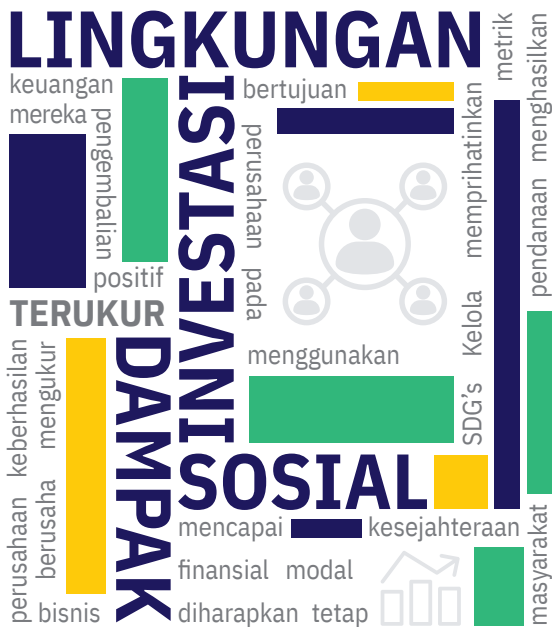 LINGKUNGAN
metrik
menghasilkan
keuangan
mereka
pengembalian
INVESTASI
bertujuan
perusahaan pada
memprihatinkan
pendanaan
positif
TERUKUR
Kelola
menggunakan
keberhasilan
mengukur
DAMPAK
SDG's
SOSIAL
perusahaan
berusaha
mencapai
kesejahteraan
masyarakat
finansial modal
bisnis
diharapkan tetap